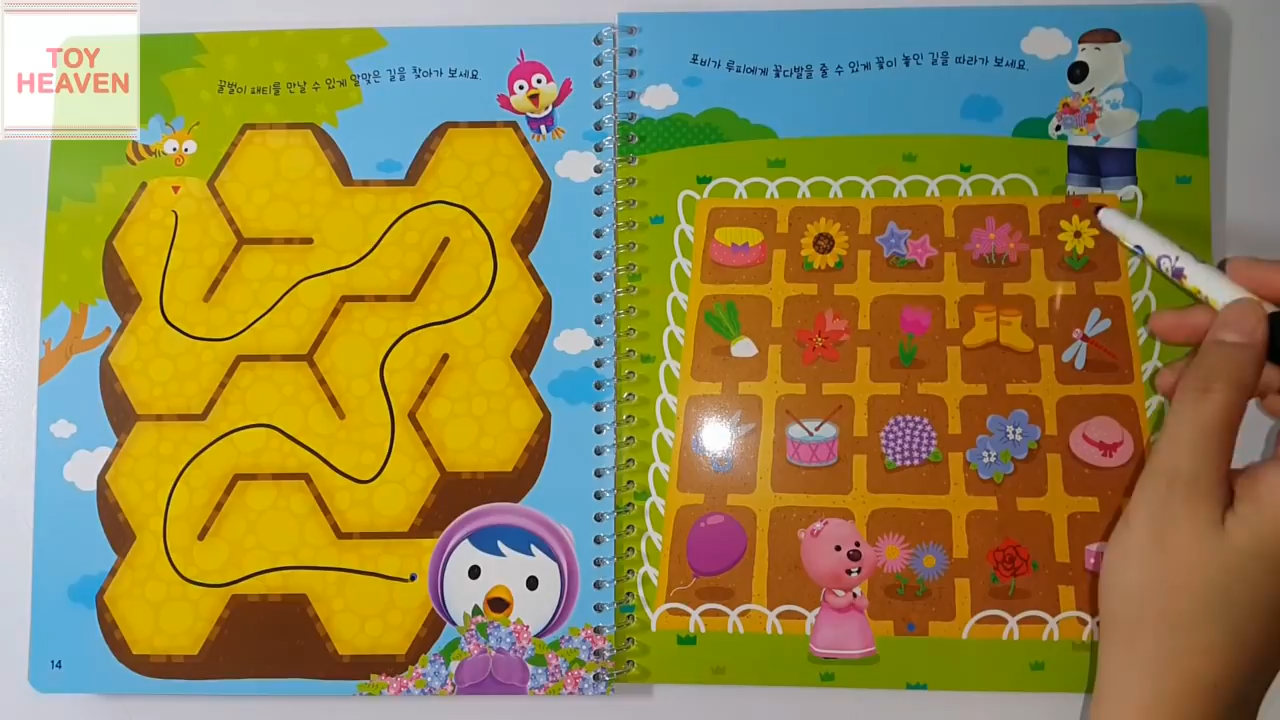 TOY
HEAVEN
꿀벌이 패티를 만날 수 있게 알맞은 길을 찾아가 보세요.
포비가 루피에게 꽃다발을 줄 수 있게 꽃이 놓인 길을 따라가 보세요.
14